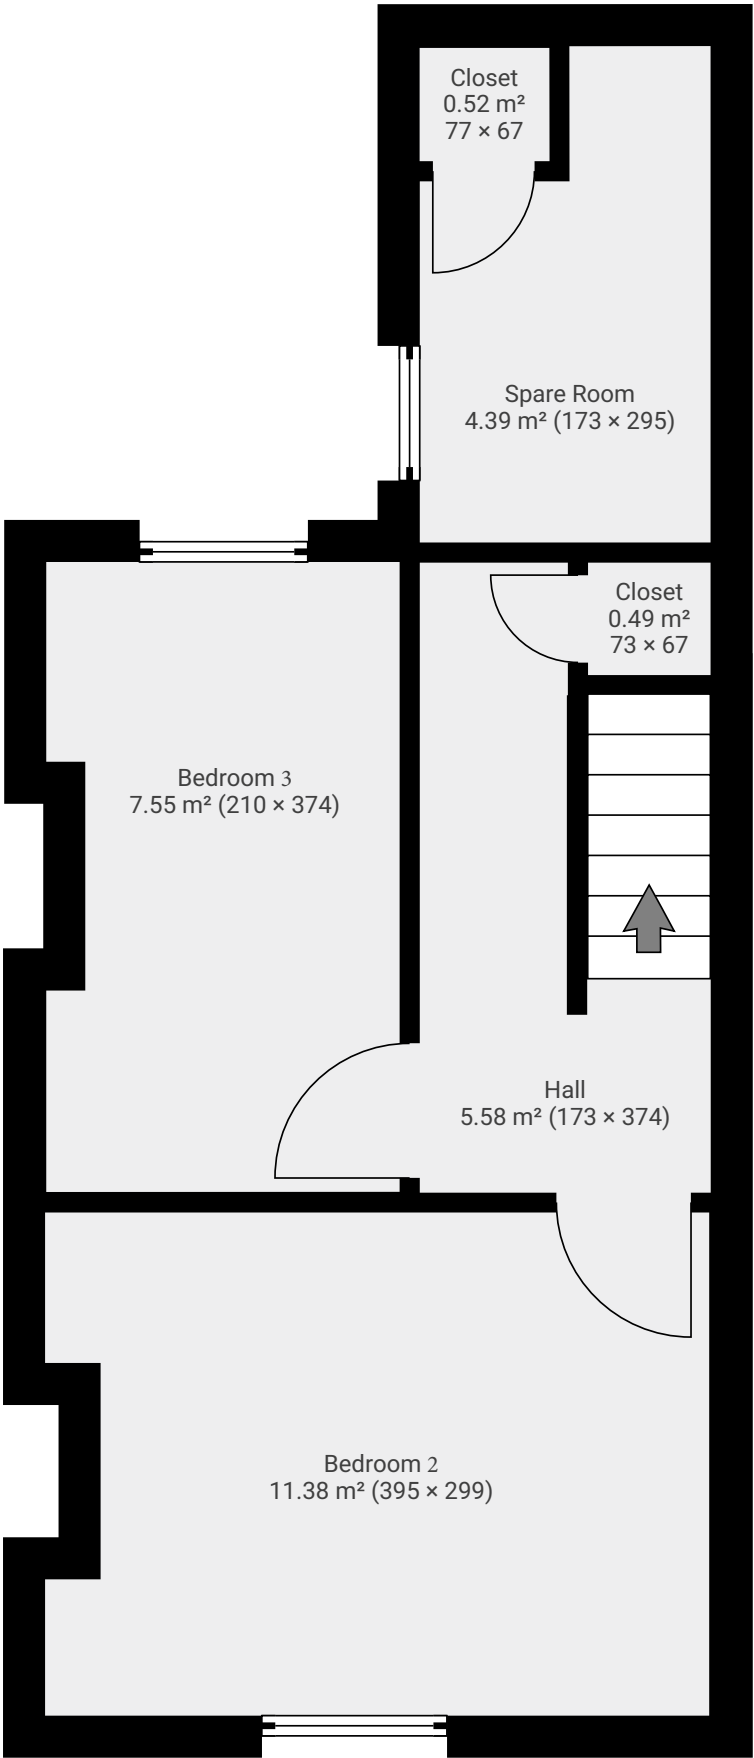 Closet
0.52 m²
77 × 67
Spare Room
4.39 m² (173 × 295)
Closet
0.49 m²
73 × 67
Bedroom 3
7.55 m² (210 × 374)
Hall
5.58 m² (173 × 374)
Bedroom 2
11.38 m² (395 × 299)